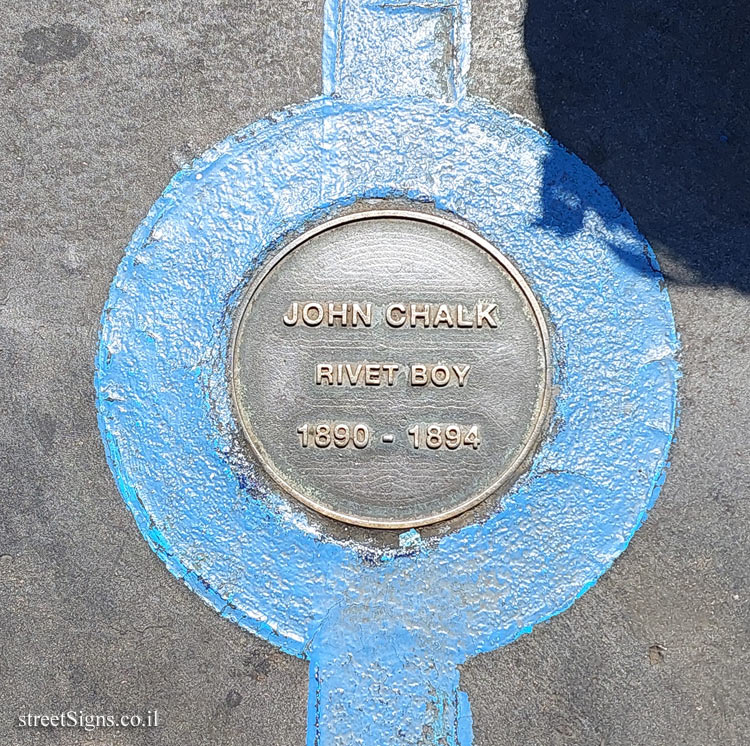 JOHN CHALK
RIVET BOY
1890 - 1894
streetSigns.co.il